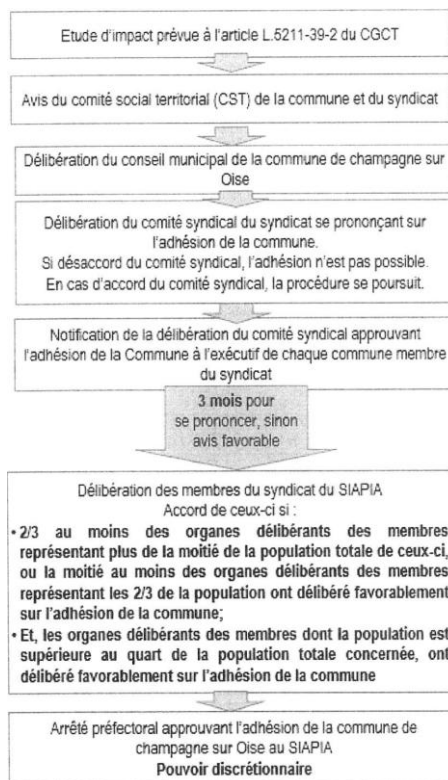 Etude d'impact prévue à l'article L.5211-39-2 du CGCT
Avis du comité social territorial (CST) de la commune et du syndicat
Délibération du conseil municipal de la commune de champagne sur
Oise
Délibération du comité syndical du syndicat se prononçant sur
l'adhésion de la commune.
Si désaccord du comité syndical, l'adhésion n'est pas possible.
En cas d'accord du comité syndical, la procédure se poursuit.
Notification de la délibération du comité syndical approuvant
l'adhésion de la Commune à l'exécutif de chaque commune membre
du syndicat
3 mois pour
se prononcer, sinon
avis favorable
Délibération des membres du syndicat du SIAPIA
Accord de ceux-ci si :
• 2/3 au moins des organes délibérants des membres
représentant plus de la moitié de la population totale de ceux-ci,
ou la moitié au moins des organes délibérants des membres
représentant les 2/3 de la population ont délibéré favorablement
sur l'adhésion de la commune;
• Et, les organes délibérants des membres dont la population est
supérieure au quart de la population totale concernée, ont
délibéré favorablement sur l'adhésion de la commune
Arrêté préfectoral approuvant l'adhésion de la commune de
champagne sur Oise au SIAPIA
Pouvoir discrétionnaire